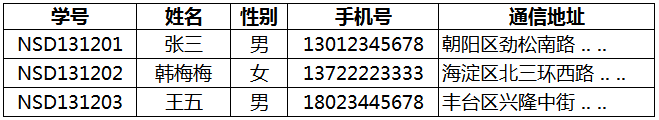 学号 姓名 性别 手机号 通信地址
NSD131201 张三 男 13012345678 朝阳区劲松南路 .. ..
NSD131202 韩梅梅 女 13722223333 海淀区北三环西路 .. ..
NSD131203 王五 男 18023445678 丰台区兴隆中街 .. ..